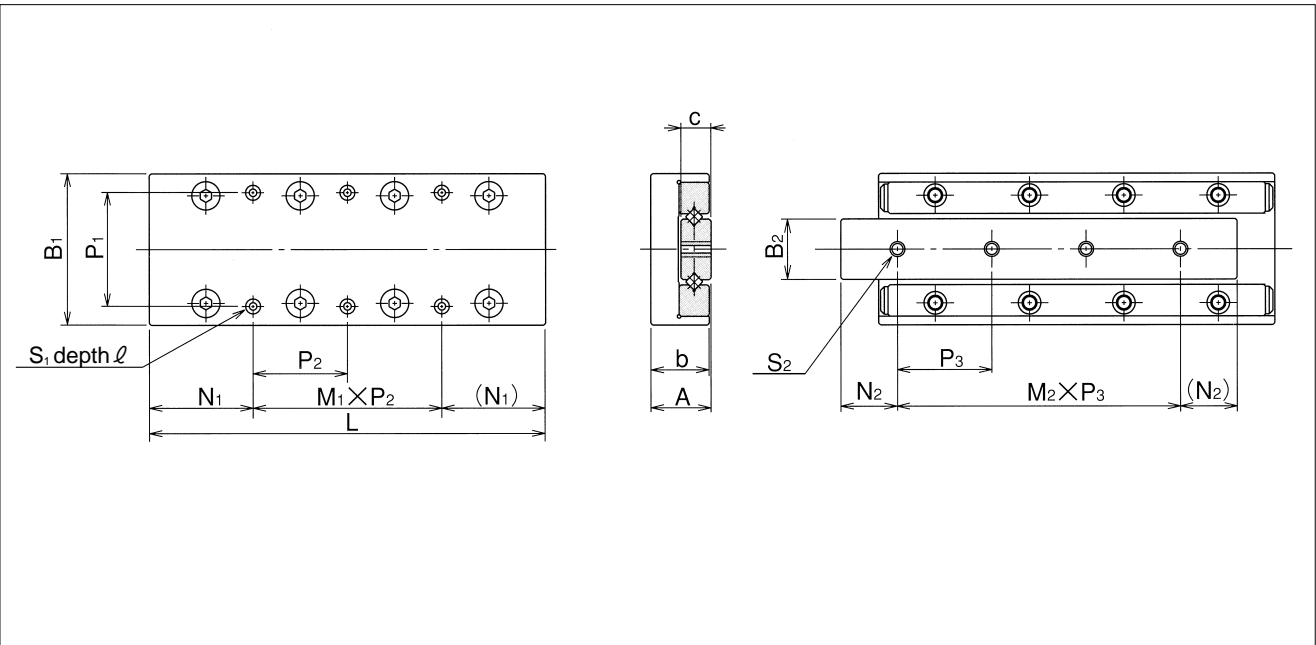 B1
P1
S1 depth ℓ
P2
N1
M1×P2
(N1)
L
c
b
A
B2
S2
P3
N2
M2×P3
(N2)